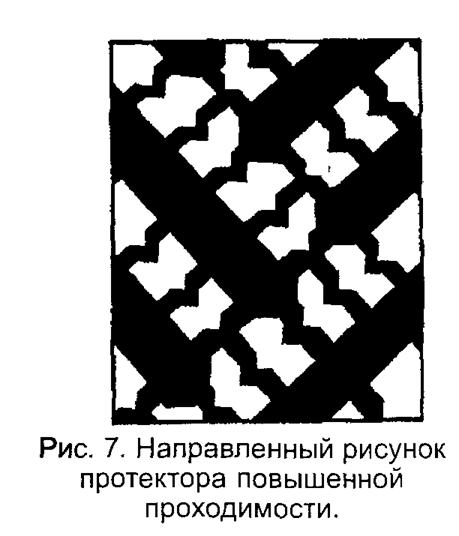 Рис. 7. Направленный рисунок
протектора повышенной
проходимости.